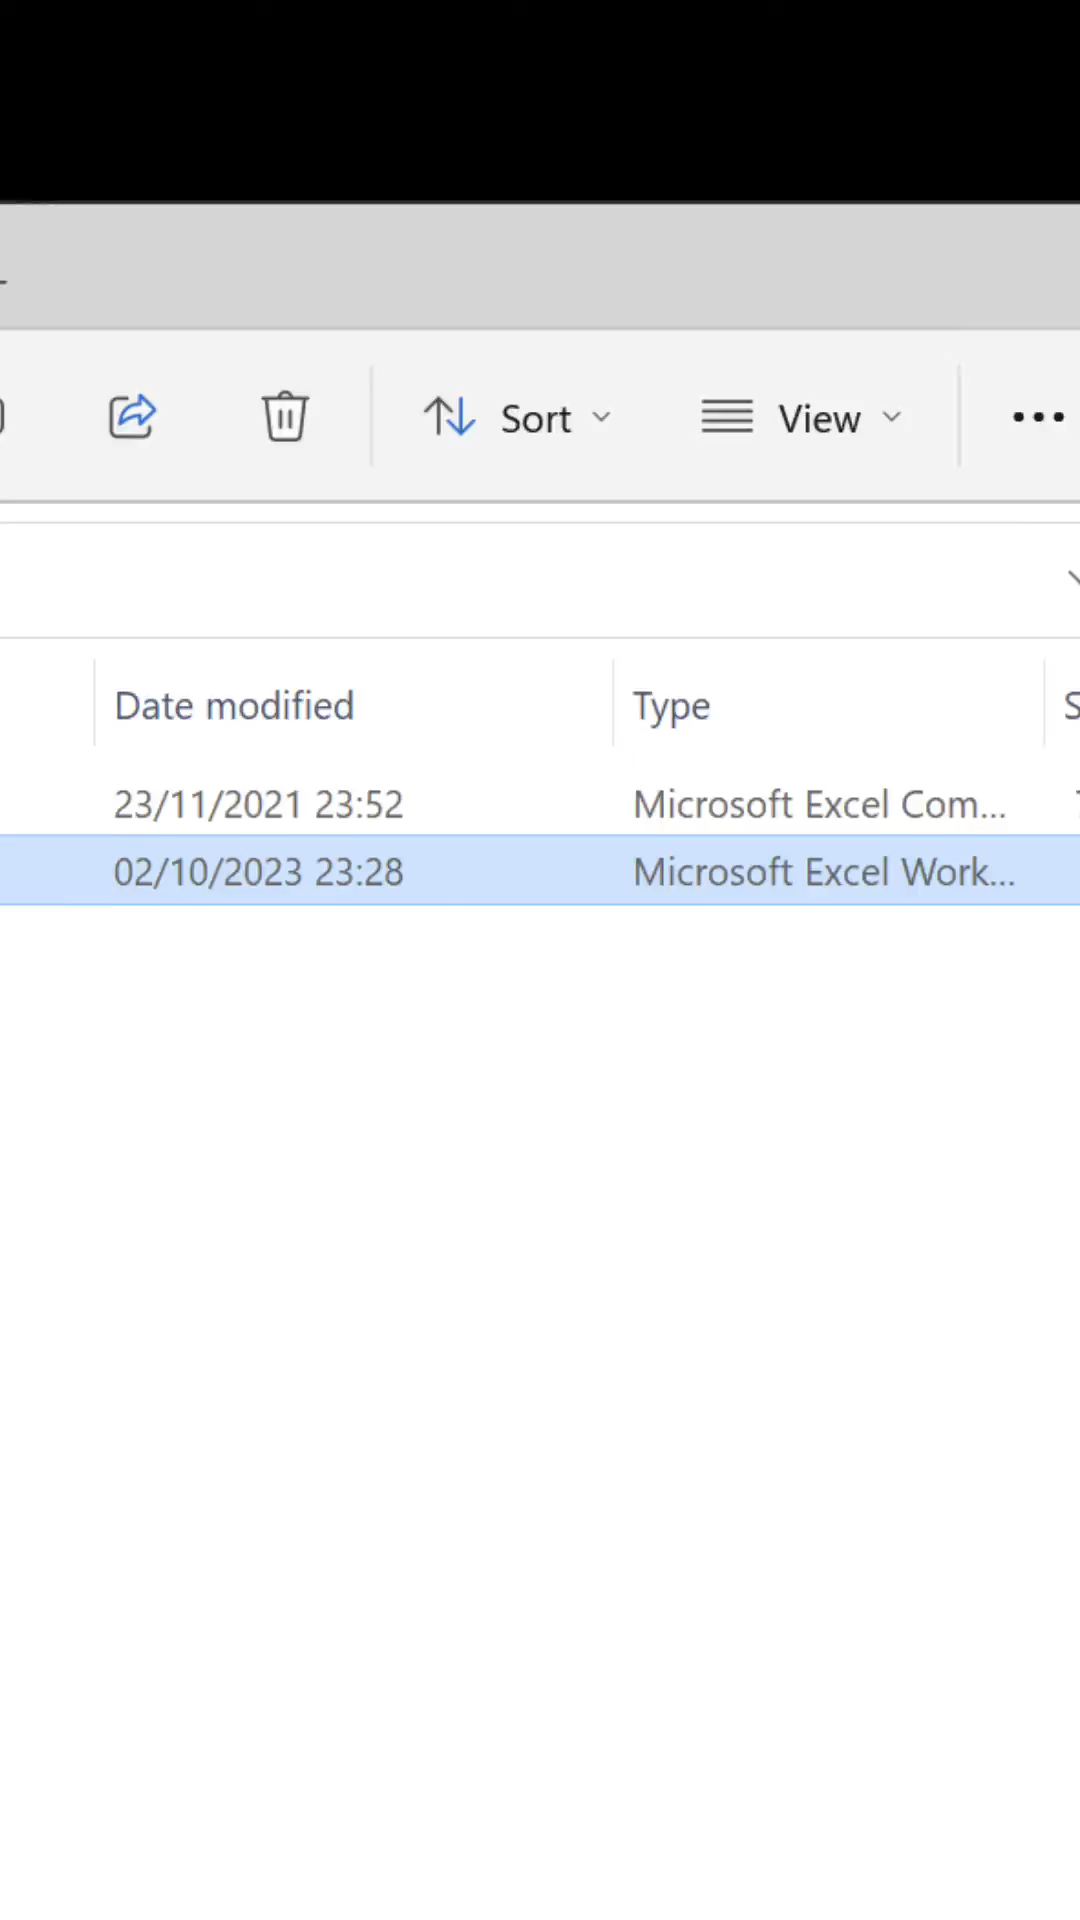 Sort View
Date modified Type
23/11/2021 23:52 Microsoft Excel Com...
02/10/2023 23:28 Microsoft Excel Work...